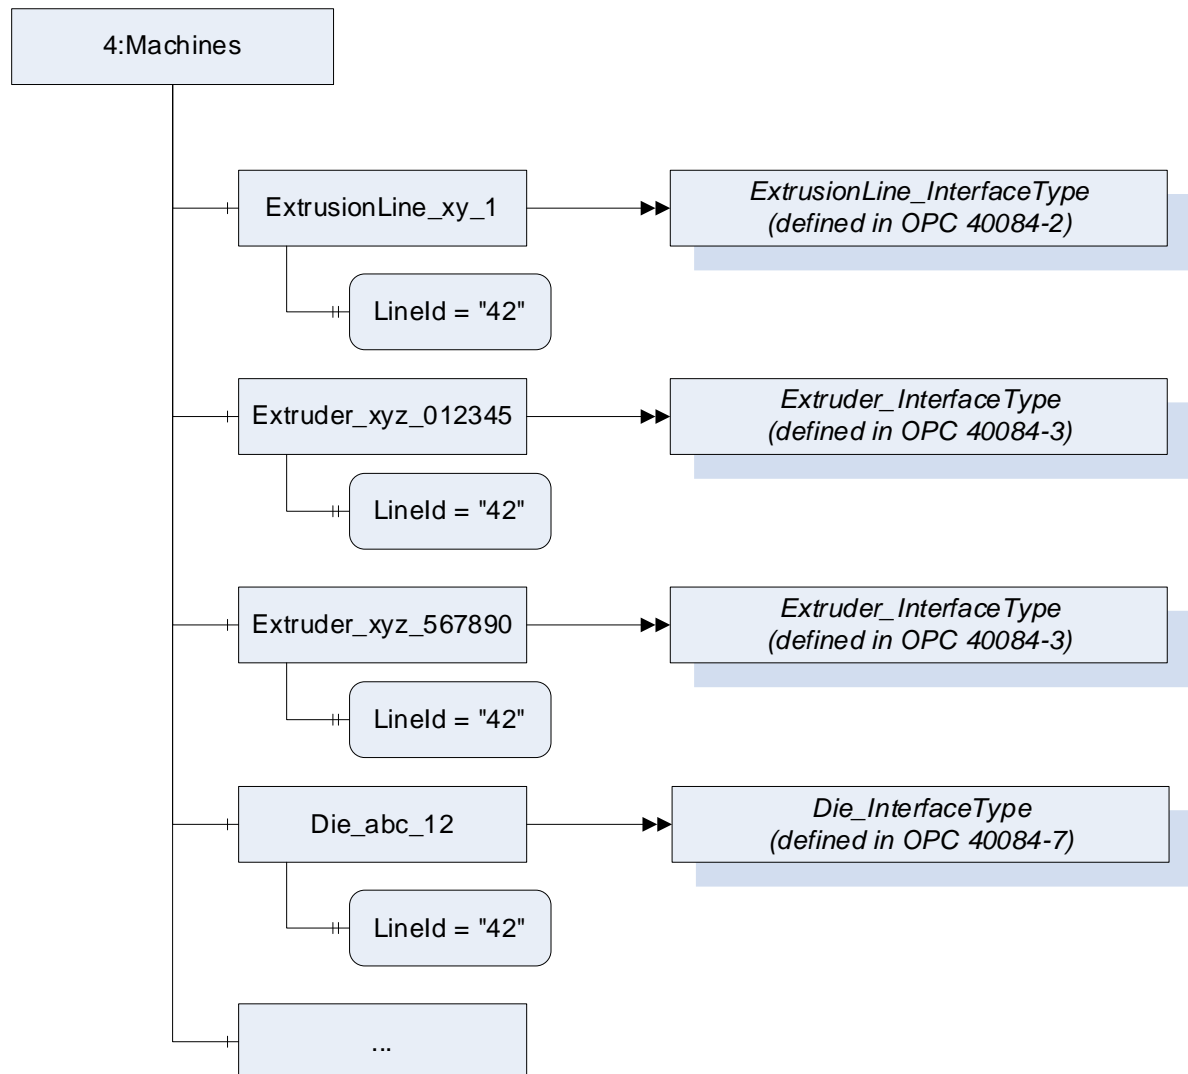 4:Machines
ExtrusionLine_xy_1
ExtrusionLine_InterfaceType
(defined in OPC 40084-2)
LineId = "42"
Extruder_xyz_012345
Extruder_InterfaceType
(defined in OPC 40084-3)
LineId = "42"
Extruder_xyz_567890
Extruder_InterfaceType
(defined in OPC 40084-3)
LineId = "42"
Die_abc_12
Die_InterfaceType
(defined in OPC 40084-7)
LineId = "42"
...